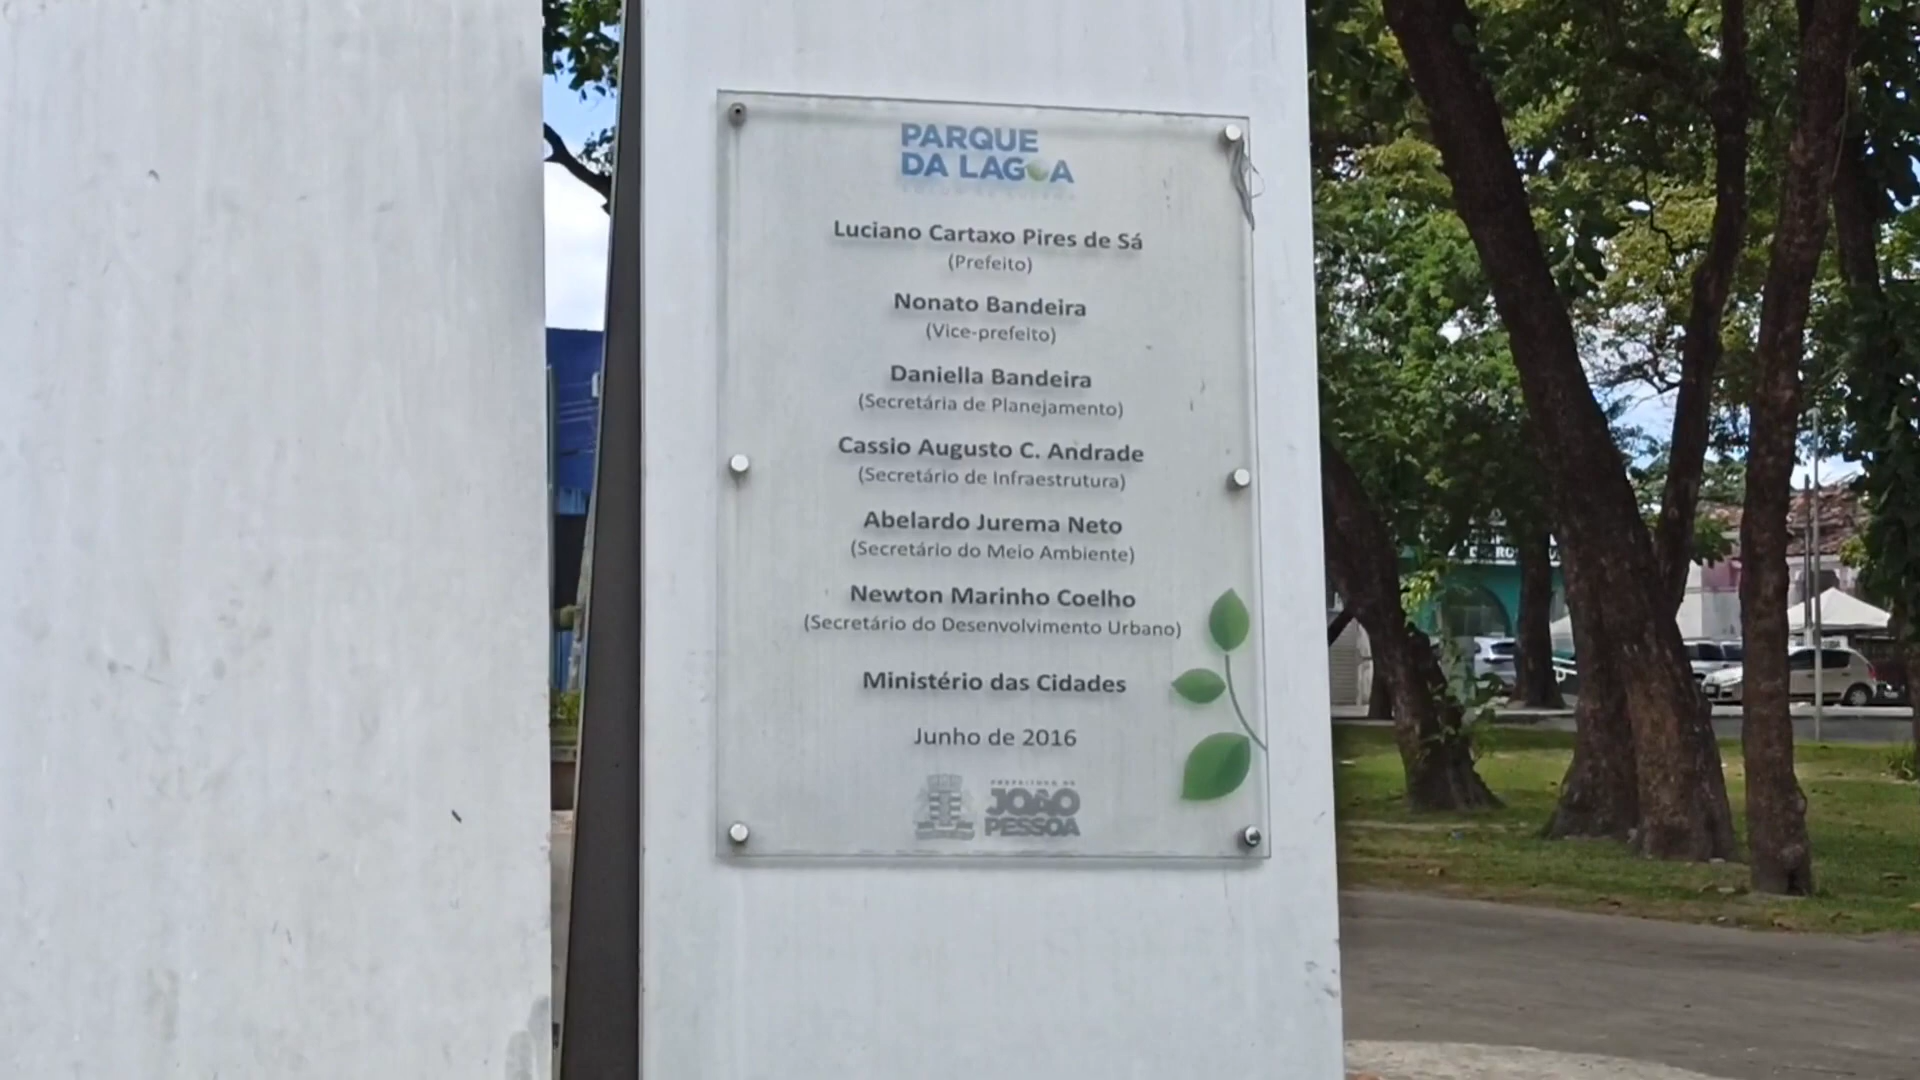 PARQUE
DA LAGOA
Luciano Cartaxo Pires de Sá
(Prefeito)
Nonato Bandeira
(Vice-prefeito)
Daniella Bandeira
(Secretária de Planejamento)
Cassio Augusto C. Andrade
(Secretário de Infraestrutura)
Abelardo Jurema Neto
(Secretário do Meio Ambiente)
Newton Marinho Coelho
(Secretário do Desenvolvimento Urbano)
Ministério das Cidades
Junho de 2016
PREFEITURA DE
JOÃO
PESSOA